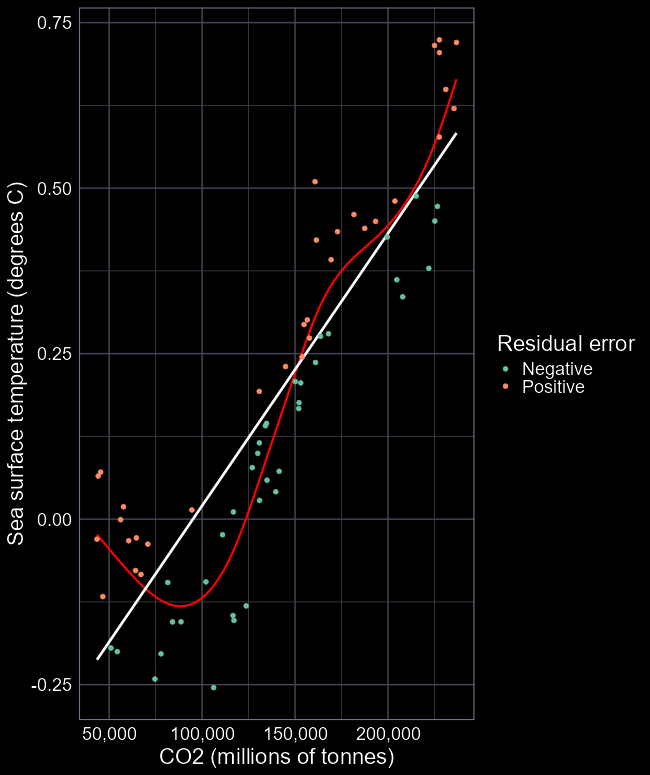 0.75
0.50
0.25
0.00
-0.25
Sea surface temperature (degrees C)
50,000
100,000
150,000
200,000
CO2 (millions of tonnes)
Residual error
Negative
Positive